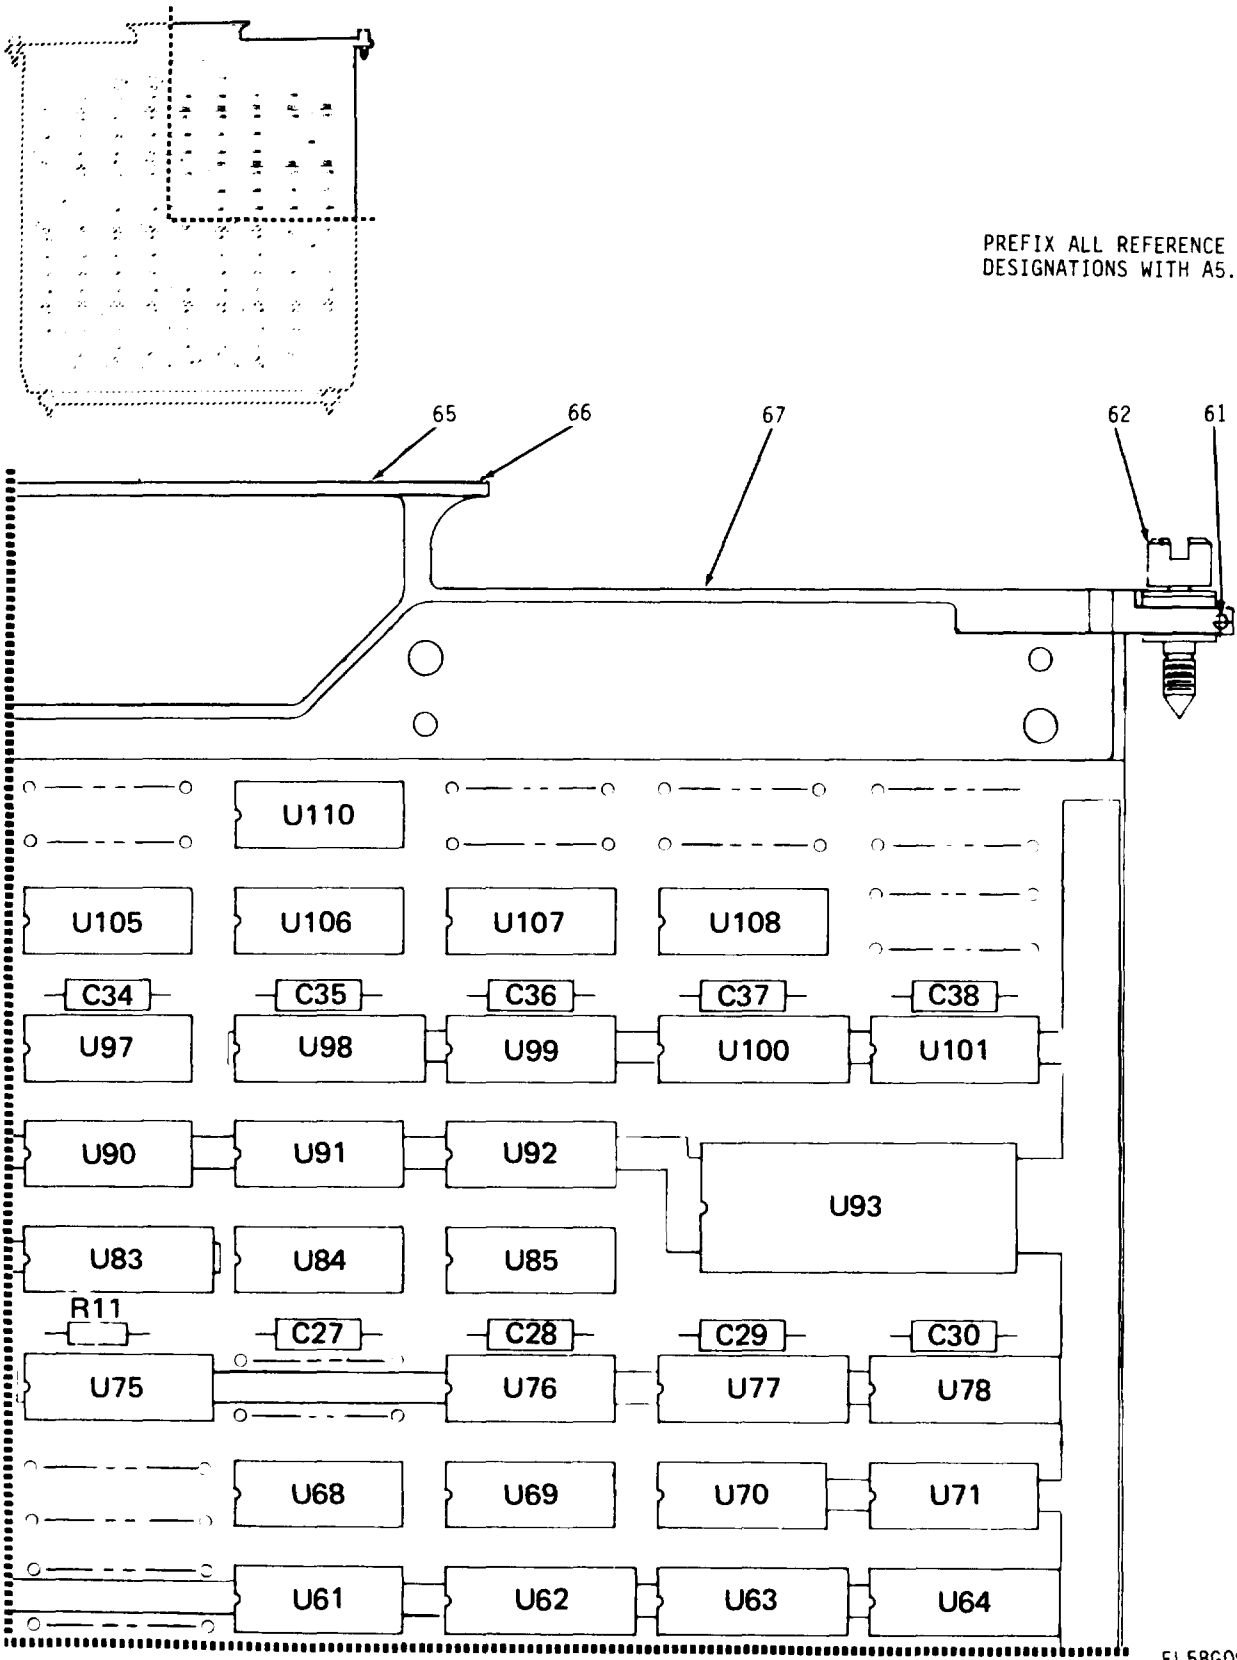 PREFIX ALL REFERENCE
DESIGNATIONS WITH A5.
65 66 67 62 61
U110
U105 U106 U107 U108
C34 C35 C36 C37 C38
U97 U98 U99 U100 U101
U90 U91 U92
U93
U83 U84 U85
R11
C27 C28 C29 C30
U75 U76 U77 U78
U68 U69 U70 U71
U61 U62 U63 U64